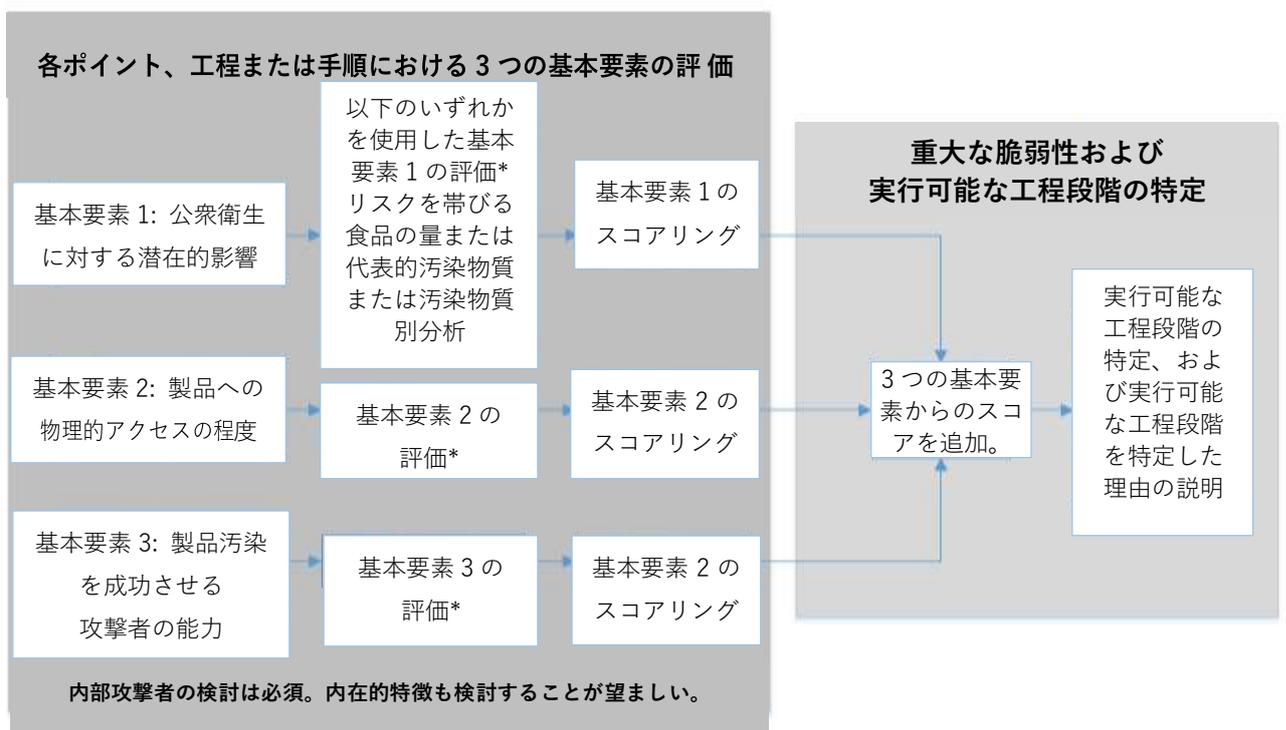 各ポイント、工程または手順における 3 つの基本要素の評 価
基本要素 1: 公衆衛生
に対する潜在的影響
以下のいずれか
を使用した基本
要素 1 の評価*
リスクを帯びる
食品の量または
代表的汚染物質
または汚染物質
別分析
基本要素 1 の
スコアリング
基本要素 2: 製品への
物理的アクセスの程度
基本要素 2 の
評価*
基本要素 2 の
スコアリング
基本要素 3: 製品汚染
を成功させる
攻撃者の能力
基本要素 3 の
評価*
基本要素 2 の
スコアリング
内部攻撃者の検討は必須。内在的特徴も検討することが望ましい。
重大な脆弱性および
実行可能な工程段階の特定
3 つの基本要
素からのスコ
アを追加。
実行可能な
工程段階の
特定、およ
び実行可能
な工程段階
を特定した
理由の説明